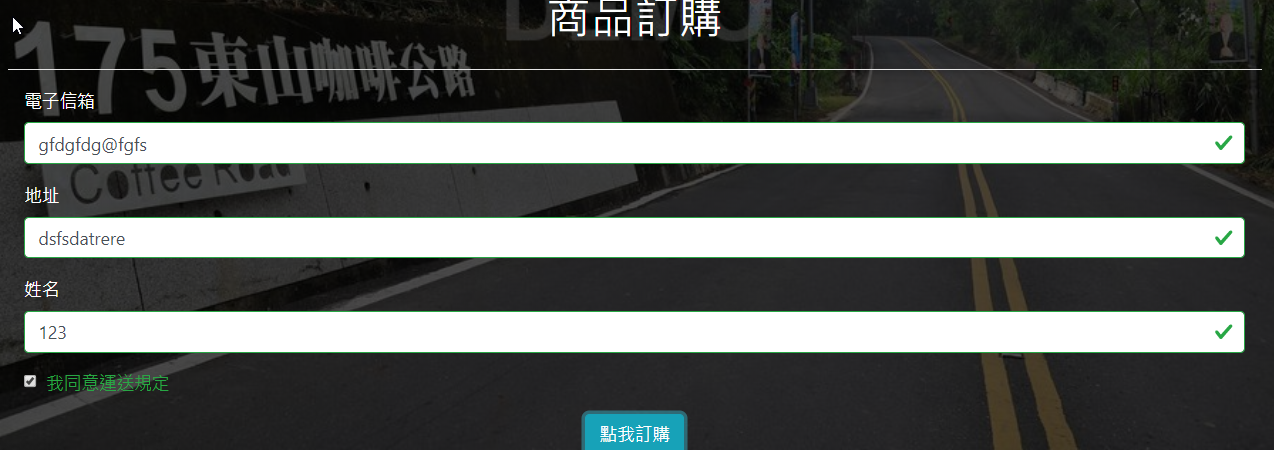 商品訂購
175東山咖啡公路
電子信箱
gfdgfdg@fgfs
Coffee Road
地址
dsfsdatrere
姓名
123
我同意運送規定
點我訂購